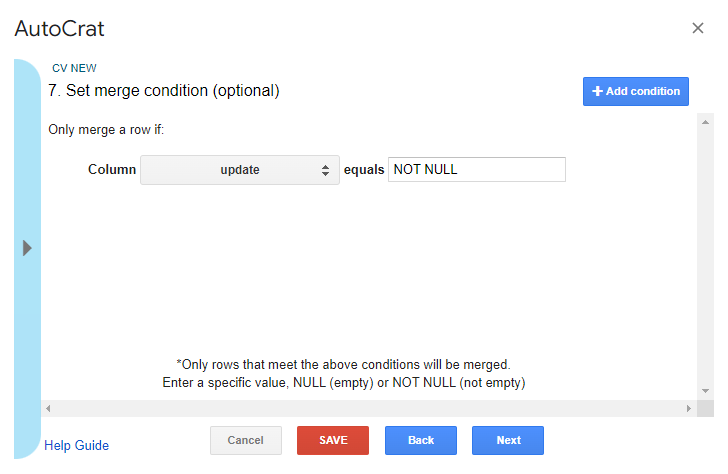 AutoCrat
CV NEW
7. Set merge condition (optional)
Add condition
Only merge a row if:
Column update equals NOT NULL
*Only rows that meet the above conditions will be merged.
Enter a specific value, NULL (empty) or NOT NULL (not empty)
Help Guide Cancel SAVE Back Next